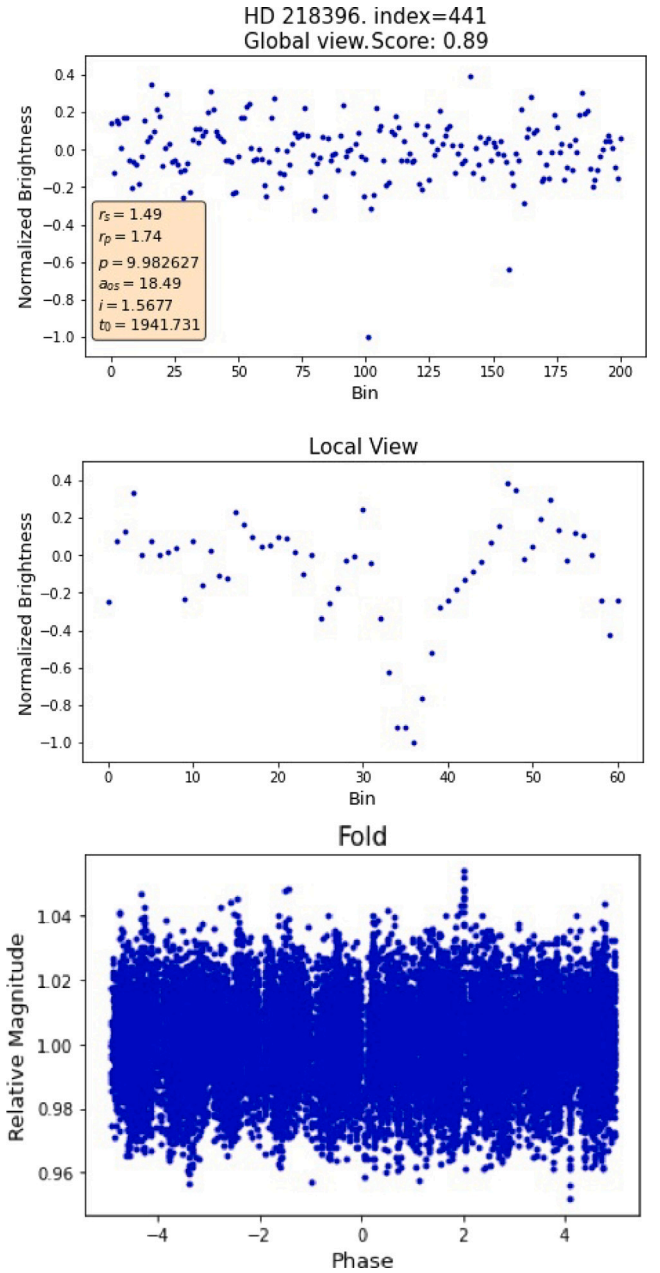 HD 218396. index=441
Global view.Score: 0.89
Normalized Brightness
0.4
0.2
0.0
−0.2
−0.4
−0.6
−0.8
−1.0
r_s = 1.49
r_p = 1.74
p = 9.982627
a_os = 18.49
i = 1.5677
t_0 = 1941.731
0 25 50 75 100 125 150 175 200
Bin
Local View
Normalized Brightness
0.4
0.2
0.0
−0.2
−0.4
−0.6
−0.8
−1.0
0 10 20 30 40 50 60
Bin
Fold
Relative Magnitude
1.04
1.02
1.00
0.98
0.96
−4 −2 0 2 4
Phase